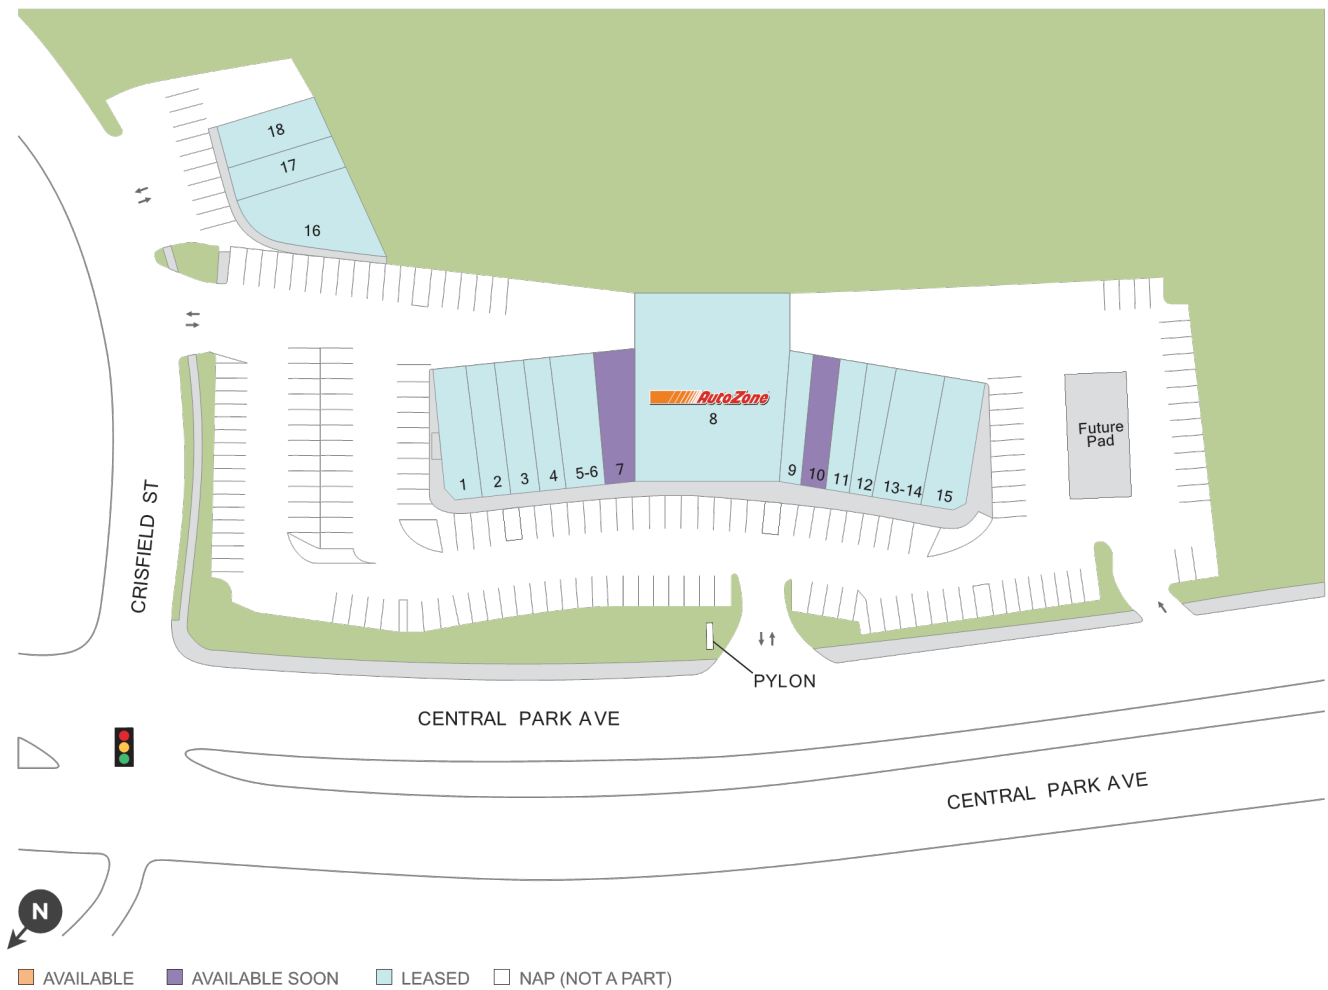 18
17
16
AutoZone
8
Future
Pad
1
2
3
4
5-6
7
9
10
11
12
13-14
15
CRISFIELD ST
PYLON
CENTRAL PARK AVE
CENTRAL PARK AVE
N
AVAILABLE
AVAILABLE SOON
LEASED
NAP (NOT A PART)